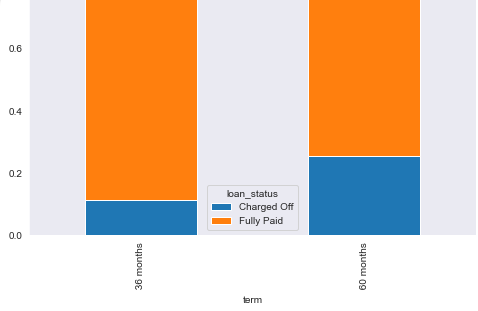 0.6
0.4
0.2
0.0
loan_status
Charged Off
Fully Paid
36 months
60 months
term